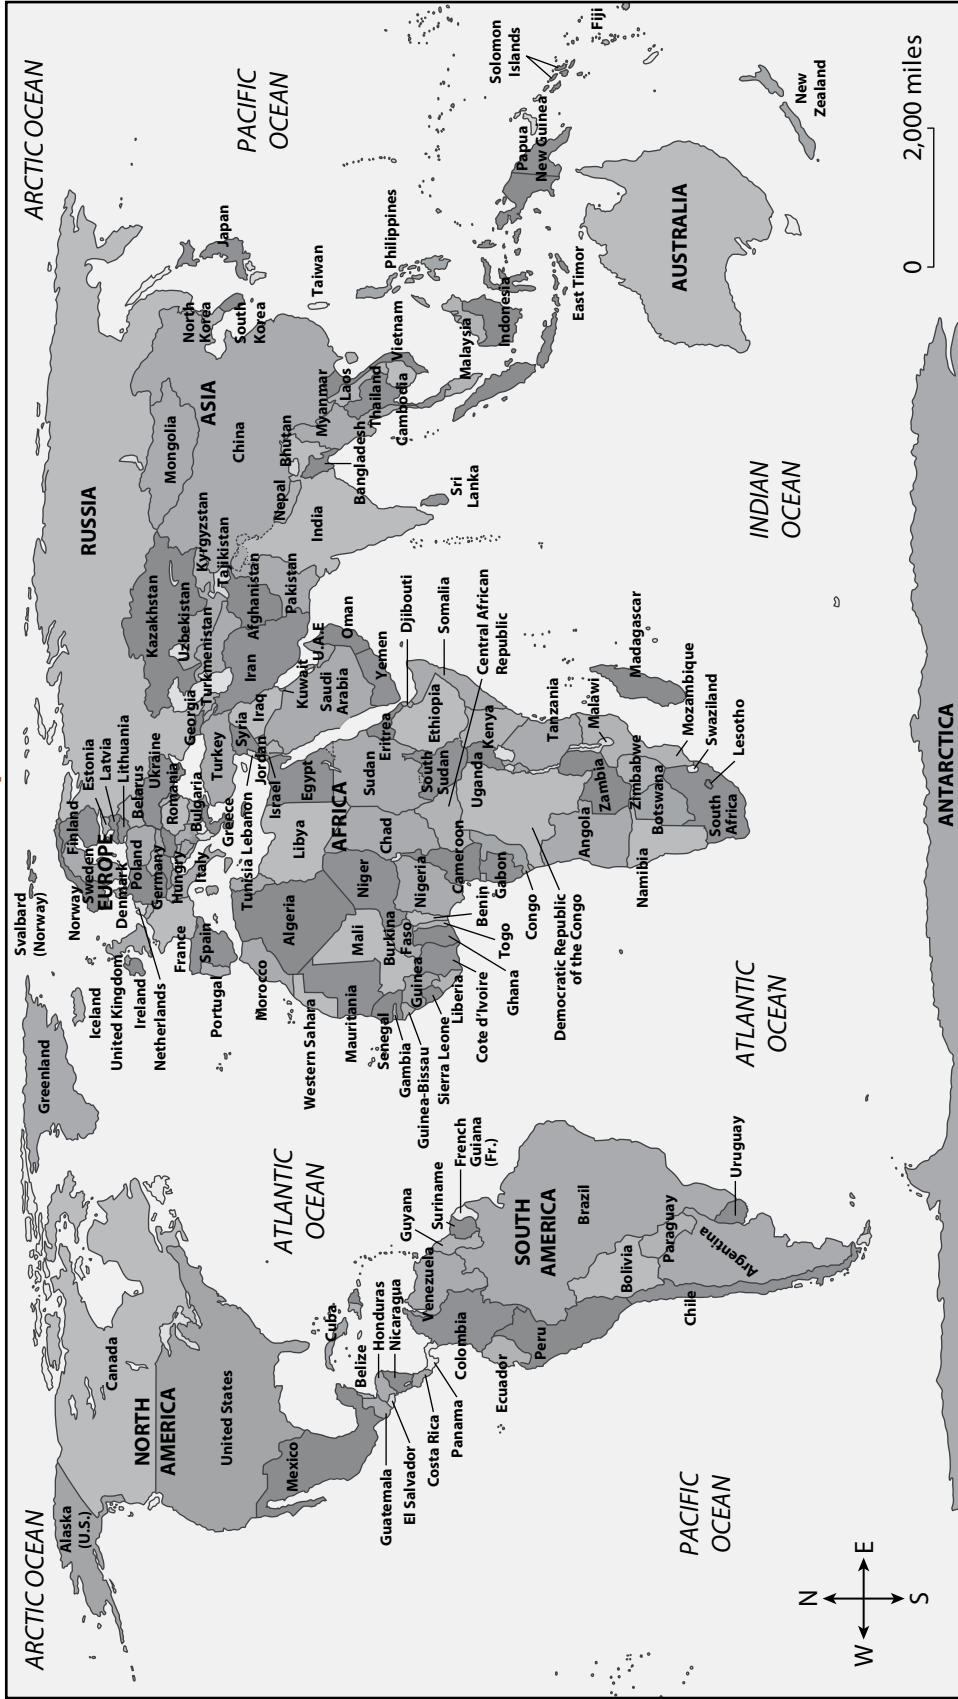 ARCTIC OCEAN
ARCTIC OCEAN
Alaska
(U.S.)
Canada
NORTH
AMERICA
United States
Mexico
Cuba
Belize
Honduras
Nicaragua
Guatemala
El Salvador
Costa Rica
Panama
Greenland
Iceland
ATLANTIC
OCEAN
Venezuela
Guyana
Suriname
French
Guiana
(Fr.)
Colombia
Ecuador
Peru
SOUTH
AMERICA
Brazil
Bolivia
Paraguay
Chile
Argentina
Uruguay
PACIFIC
OCEAN
Svalbard
(Norway)
Norway
Sweden
Finland
EUROPE
Estonia
Latvia
Lithuania
Denmark
United Kingdom
Ireland
Netherlands
Poland
Belarus
Germany
Ukraine
France
Hungry
Romania
Portugal
Spain
Italy
Bulgaria
Georgia
Greece
Turkey
RUSSIA
Kazakhstan
Uzbekistan
Turkmenistan
Kyrgyzstan
Tajikistan
Mongolia
ASIA
China
North
Korea
South
Korea
Japan
PACIFIC
OCEAN
Tunisia
Lebanon
Syria
Iraq
Iran
Afghanistan
Pakistan
Nepal
Bhutan
India
Bangladesh
Myanmar
Laos
Thailand
Cambodia
Vietnam
Taiwan
Philippines
Morocco
Algeria
Libya
Egypt
Israel
Jordan
Kuwait
Saudi
Arabia
U.A.E
Oman
Yemen
Western Sahara
Mauritania
Mali
Niger
AFRICA
Chad
Sudan
Eritrea
Djibouti
Senegal
Gambia
Guinea-Bissau
Guinea
Sierra Leone
Liberia
Cote d'Ivoire
Burkina
Faso
Ghana
Togo
Benin
Nigeria
Cameroon
South
Sudan
Ethiopia
Somalia
Central African
Republic
Gabon
Congo
Democratic Republic
of the Congo
Uganda
Kenya
Tanzania
Angola
Zambia
Malawi
Zimbabwe
Mozambique
Namibia
Botswana
Swaziland
Lesotho
South
Africa
Madagascar
Sri
Lanka
Malaysia
Indonesia
East Timor
Papua
New Guinea
Solomon
Islands
Fiji
AUSTRALIA
New
Zealand
INDIAN
OCEAN
ATLANTIC
OCEAN
ANTARCTICA
N
W E
S
0 2,000 miles